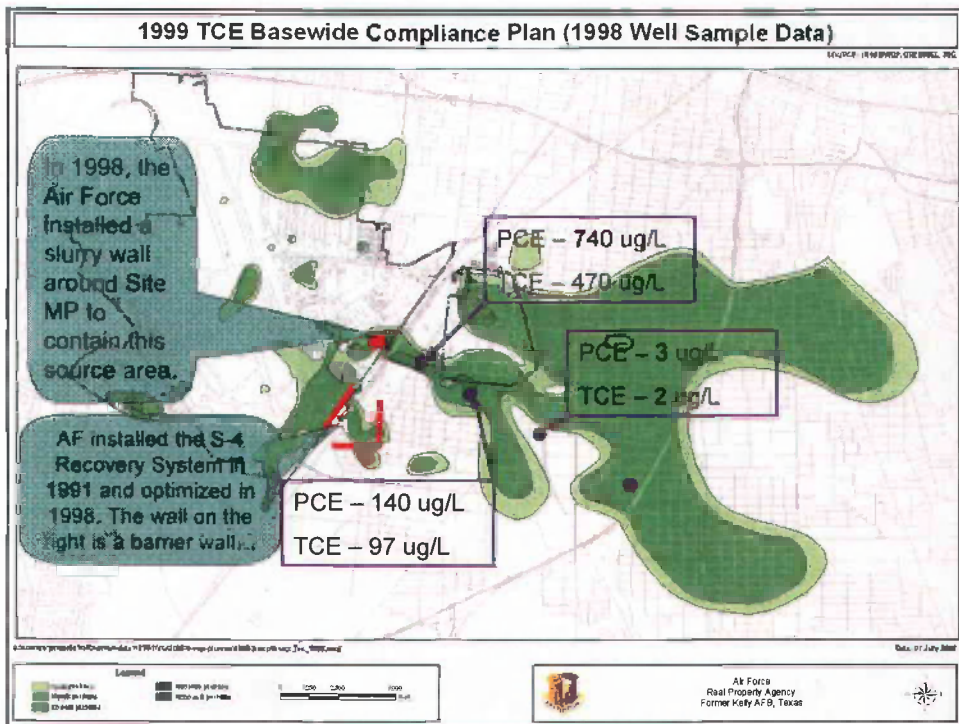 1999 TCE Basewide Compliance Plan (1998 Well Sample Data)
In 1998, the
Air Force
installed a
slurry wall
around Site
MP to
contain this
source area.
PCE – 740 ug/L
TCE – 470 ug/L
PCE – 3 ug/L
TCE – 2 ug/L
AF installed the S-4
Recovery System in
1991 and optimized in
1998. The wall on the
right is a barrier wall.
PCE – 140 ug/L
TCE – 97 ug/L
Legend
Air Force
Real Property Agency
Former Kelly AFB, Texas